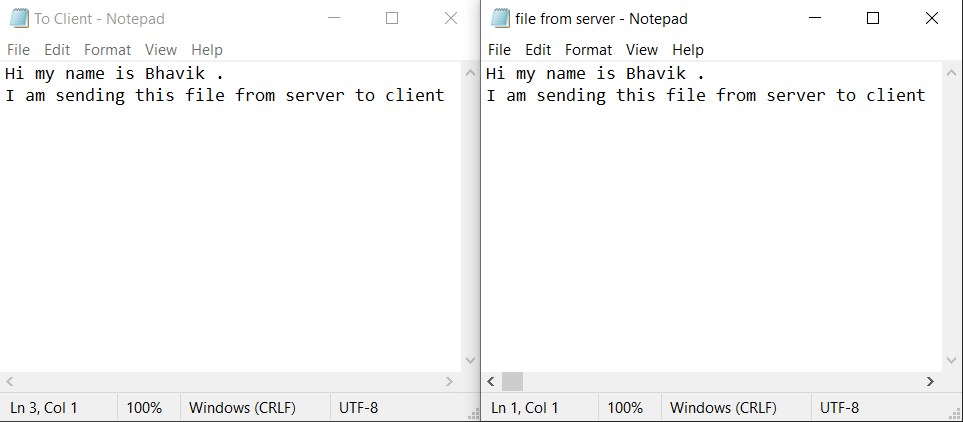 To Client - Notepad
File Edit Format View Help
Hi my name is Bhavik .
I am sending this file from server to client
Ln 3, Col 1 100% Windows (CRLF) UTF-8
file from server - Notepad
File Edit Format View Help
Hi my name is Bhavik .
I am sending this file from server to client
Ln 1, Col 1 100% Windows (CRLF) UTF-8